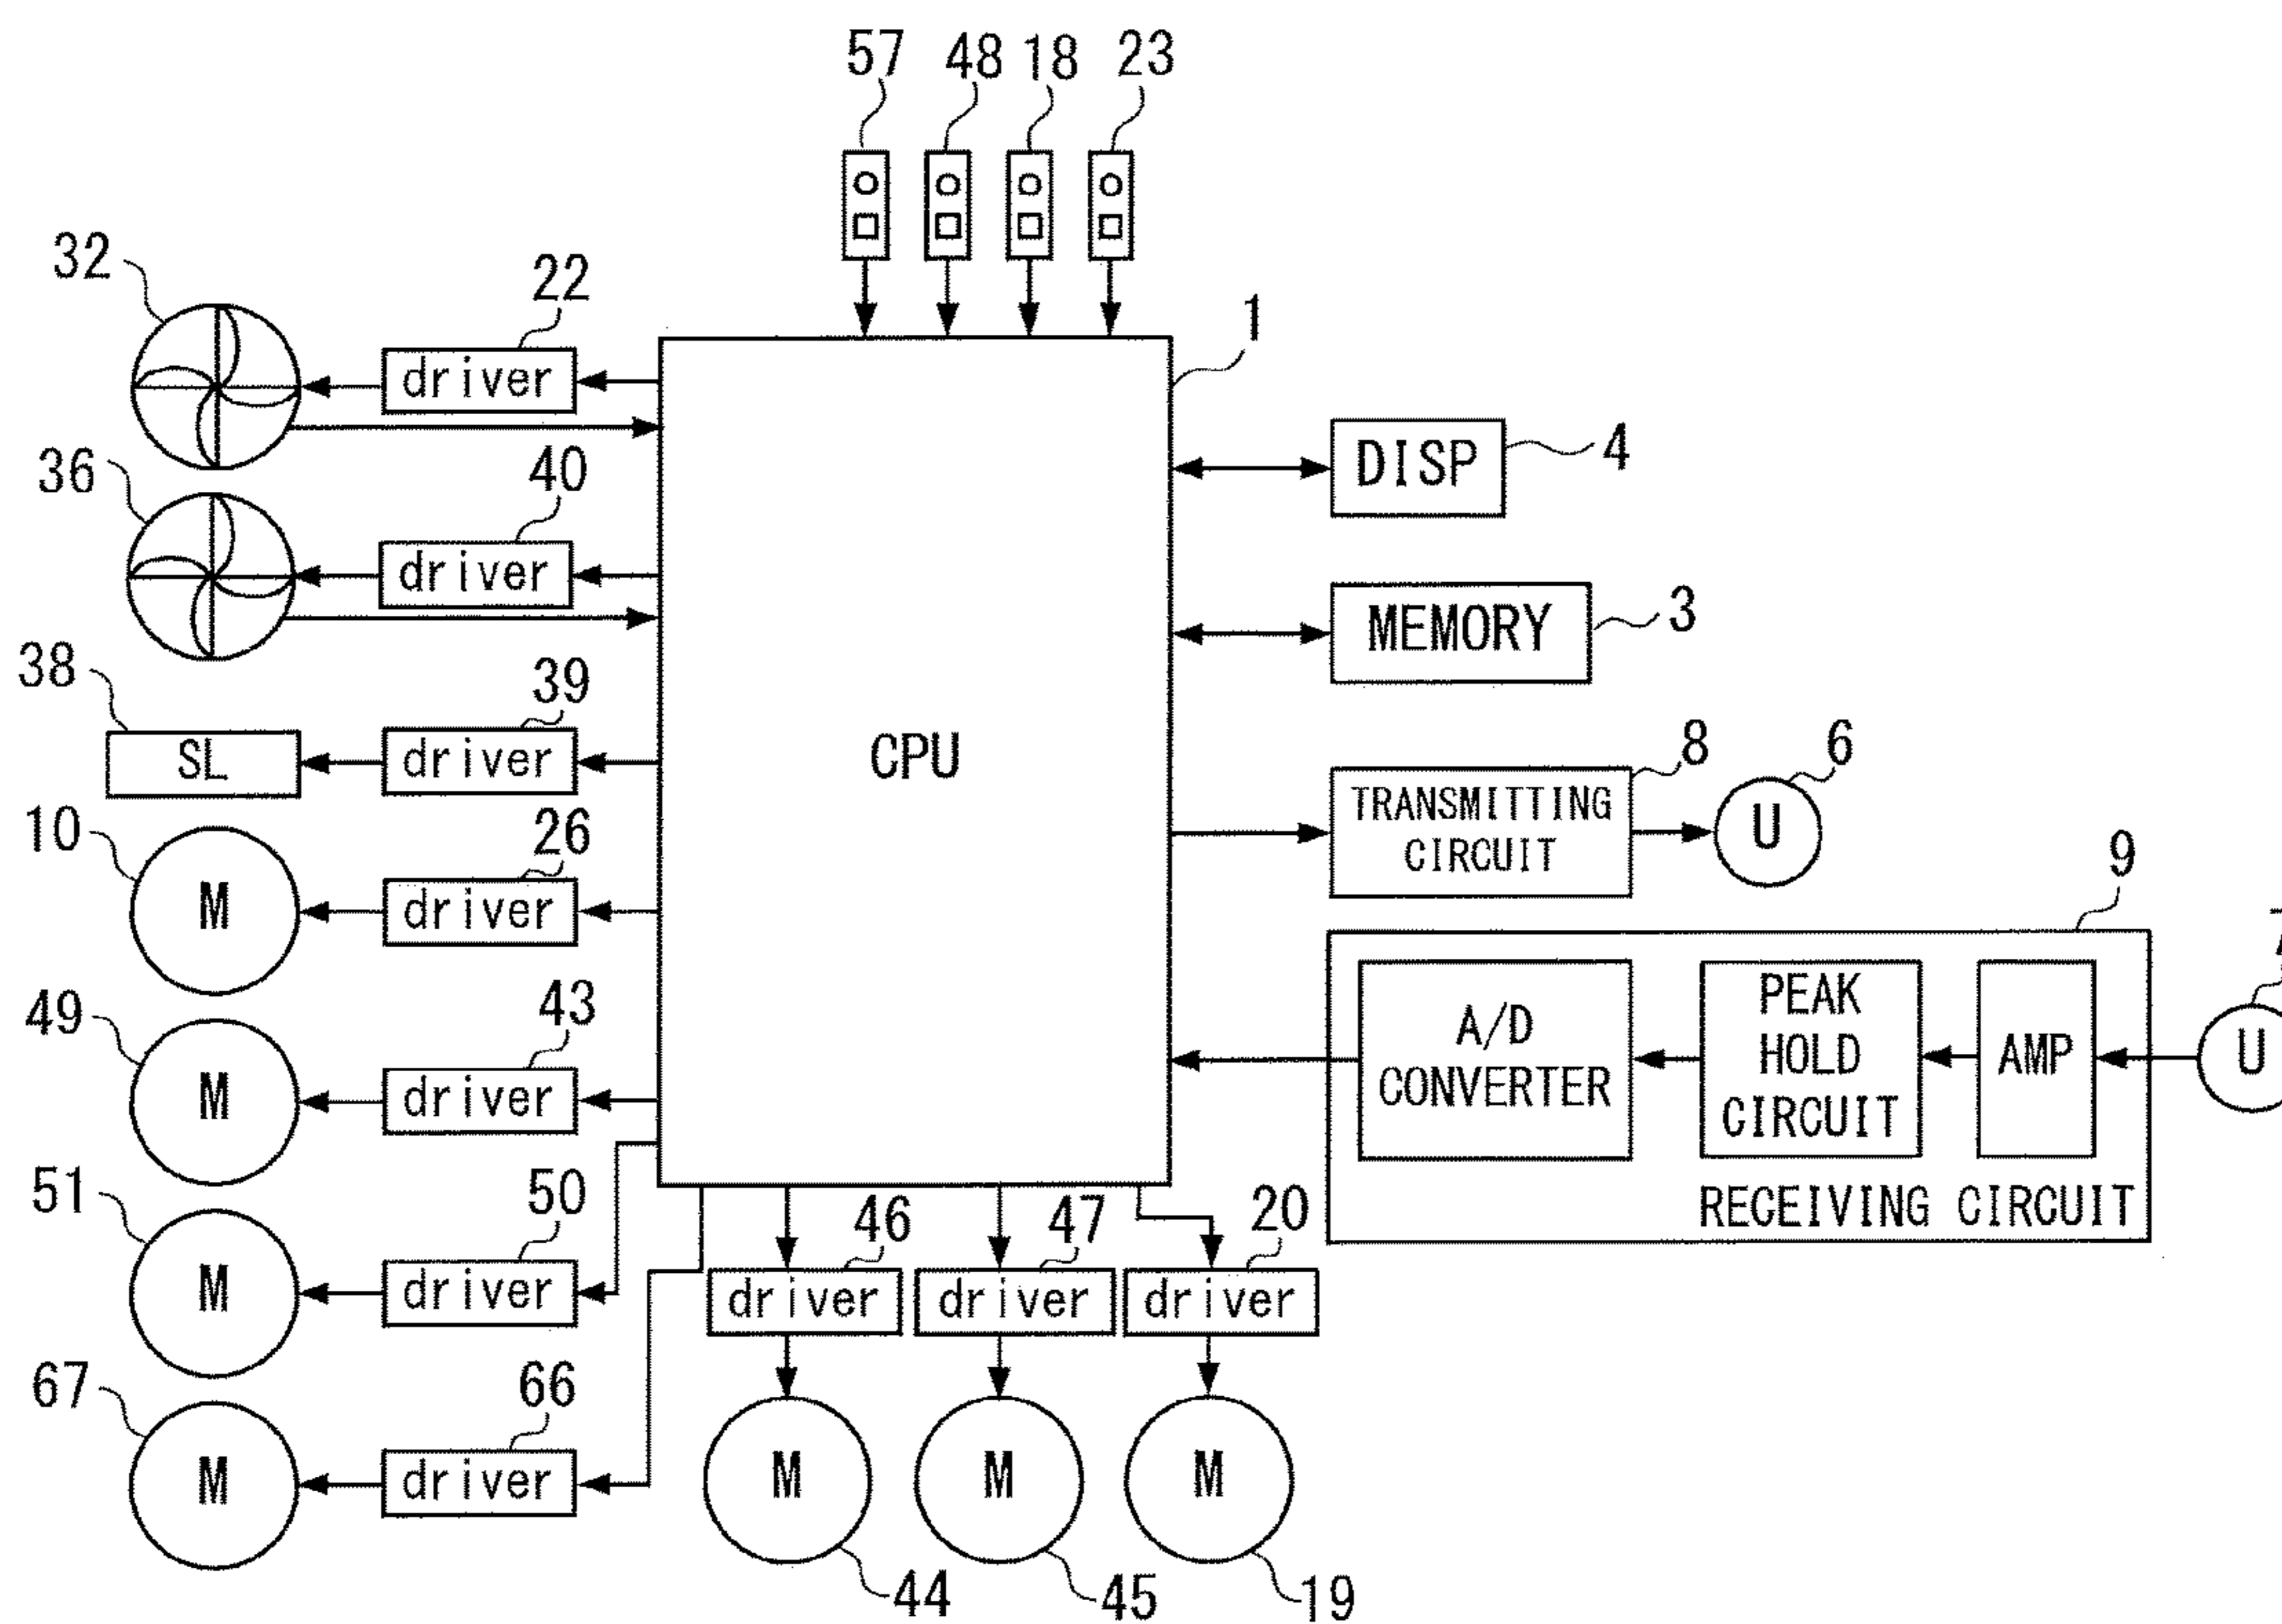 57 48 18 23
32
22
driver
1
36
40
driver
DISP
4
MEMORY
3
38
SL
39
driver
CPU
TRANSMITTING
CIRCUIT
8
6
U
10
M
26
driver
9
7
U
49
M
43
driver
A/D
CONVERTER
PEAK
HOLD
CIRCUIT
AMP
RECEIVING CIRCUIT
51
M
50
driver
46
driver
47
driver
20
driver
67
M
66
driver
M
M
M
44
45
19